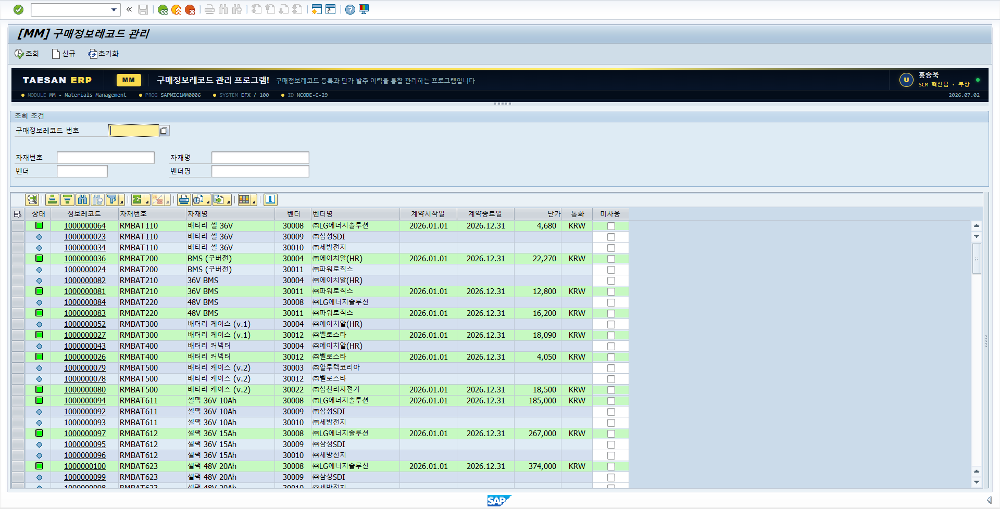 [MM] 구매정보레코드 관리
조회 신규 초기화
TAESAN ERP MM 구매정보레코드 관리 프로그램! 구매정보레코드 등록과 단가·발주 이력을 통합 관리하는 프로그램입니다 U 홍승욱
SCM 혁신팀 · 부장
MODULE MM - Materials Management PROG SAPMZC1MM0006 SYSTEM EFX / 100 ID NCODE-C-29 2026.07.02
조회 조건
구매정보레코드 번호
자재번호 자재명
벤더 벤더명
상태 정보레코드 자재번호 자재명 벤더 벤더명 계약시작일 계약종료일 단가 통화 미사용
1000000064 RMBAT110 배터리 셀 36V 30008 ㈜LG에너지솔루션 2026.01.01 2026.12.31 4,680 KRW
1000000023 RMBAT110 배터리 셀 36V 30009 ㈜삼성SDI
1000000034 RMBAT110 배터리 셀 36V 30010 ㈜세방전지
1000000036 RMBAT200 BMS (구버전) 30004 ㈜에이치알(HR) 2026.01.01 2026.12.31 22,270 KRW
1000000024 RMBAT200 BMS (구버전) 30011 ㈜파워로직스
1000000082 RMBAT210 36V BMS 30004 ㈜에이치알(HR)
1000000081 RMBAT210 36V BMS 30011 ㈜파워로직스 2026.01.01 2026.12.31 12,800 KRW
1000000084 RMBAT220 48V BMS 30008 ㈜LG에너지솔루션
1000000083 RMBAT220 48V BMS 30011 ㈜파워로직스 2026.01.01 2026.12.31 16,200 KRW
1000000052 RMBAT300 배터리 케이스 (v.1) 30004 ㈜에이치알(HR)
1000000027 RMBAT300 배터리 케이스 (v.1) 30012 ㈜벨로스타 2026.01.01 2026.12.31 18,090 KRW
1000000043 RMBAT400 배터리 커넥터 30004 ㈜에이치알(HR)
1000000026 RMBAT400 배터리 커넥터 30012 ㈜벨로스타 2026.01.01 2026.12.31 4,050 KRW
1000000079 RMBAT500 배터리 케이스 (v.2) 30003 ㈜알루텍코리아
1000000078 RMBAT500 배터리 케이스 (v.2) 30012 ㈜벨로스타
1000000080 RMBAT500 배터리 케이스 (v.2) 30022 ㈜삼천리자전거 2026.01.01 2026.12.31 18,500 KRW
1000000094 RMBAT611 셀팩 36V 10Ah 30008 ㈜LG에너지솔루션 2026.01.01 2026.12.31 185,000 KRW
1000000092 RMBAT611 셀팩 36V 10Ah 30009 ㈜삼성SDI
1000000093 RMBAT611 셀팩 36V 10Ah 30010 ㈜세방전지
1000000097 RMBAT612 셀팩 36V 15Ah 30008 ㈜LG에너지솔루션 2026.01.01 2026.12.31 267,000 KRW
1000000095 RMBAT612 셀팩 36V 15Ah 30009 ㈜삼성SDI
1000000096 RMBAT612 셀팩 36V 15Ah 30010 ㈜세방전지
1000000100 RMBAT623 셀팩 48V 20Ah 30008 ㈜LG에너지솔루션 2026.01.01 2026.12.31 374,000 KRW
1000000099 RMBAT623 셀팩 48V 20Ah 30009 ㈜삼성SDI
1000000098 RMBAT623 셀팩 48V 20Ah 30010 ㈜세방전지
SAP